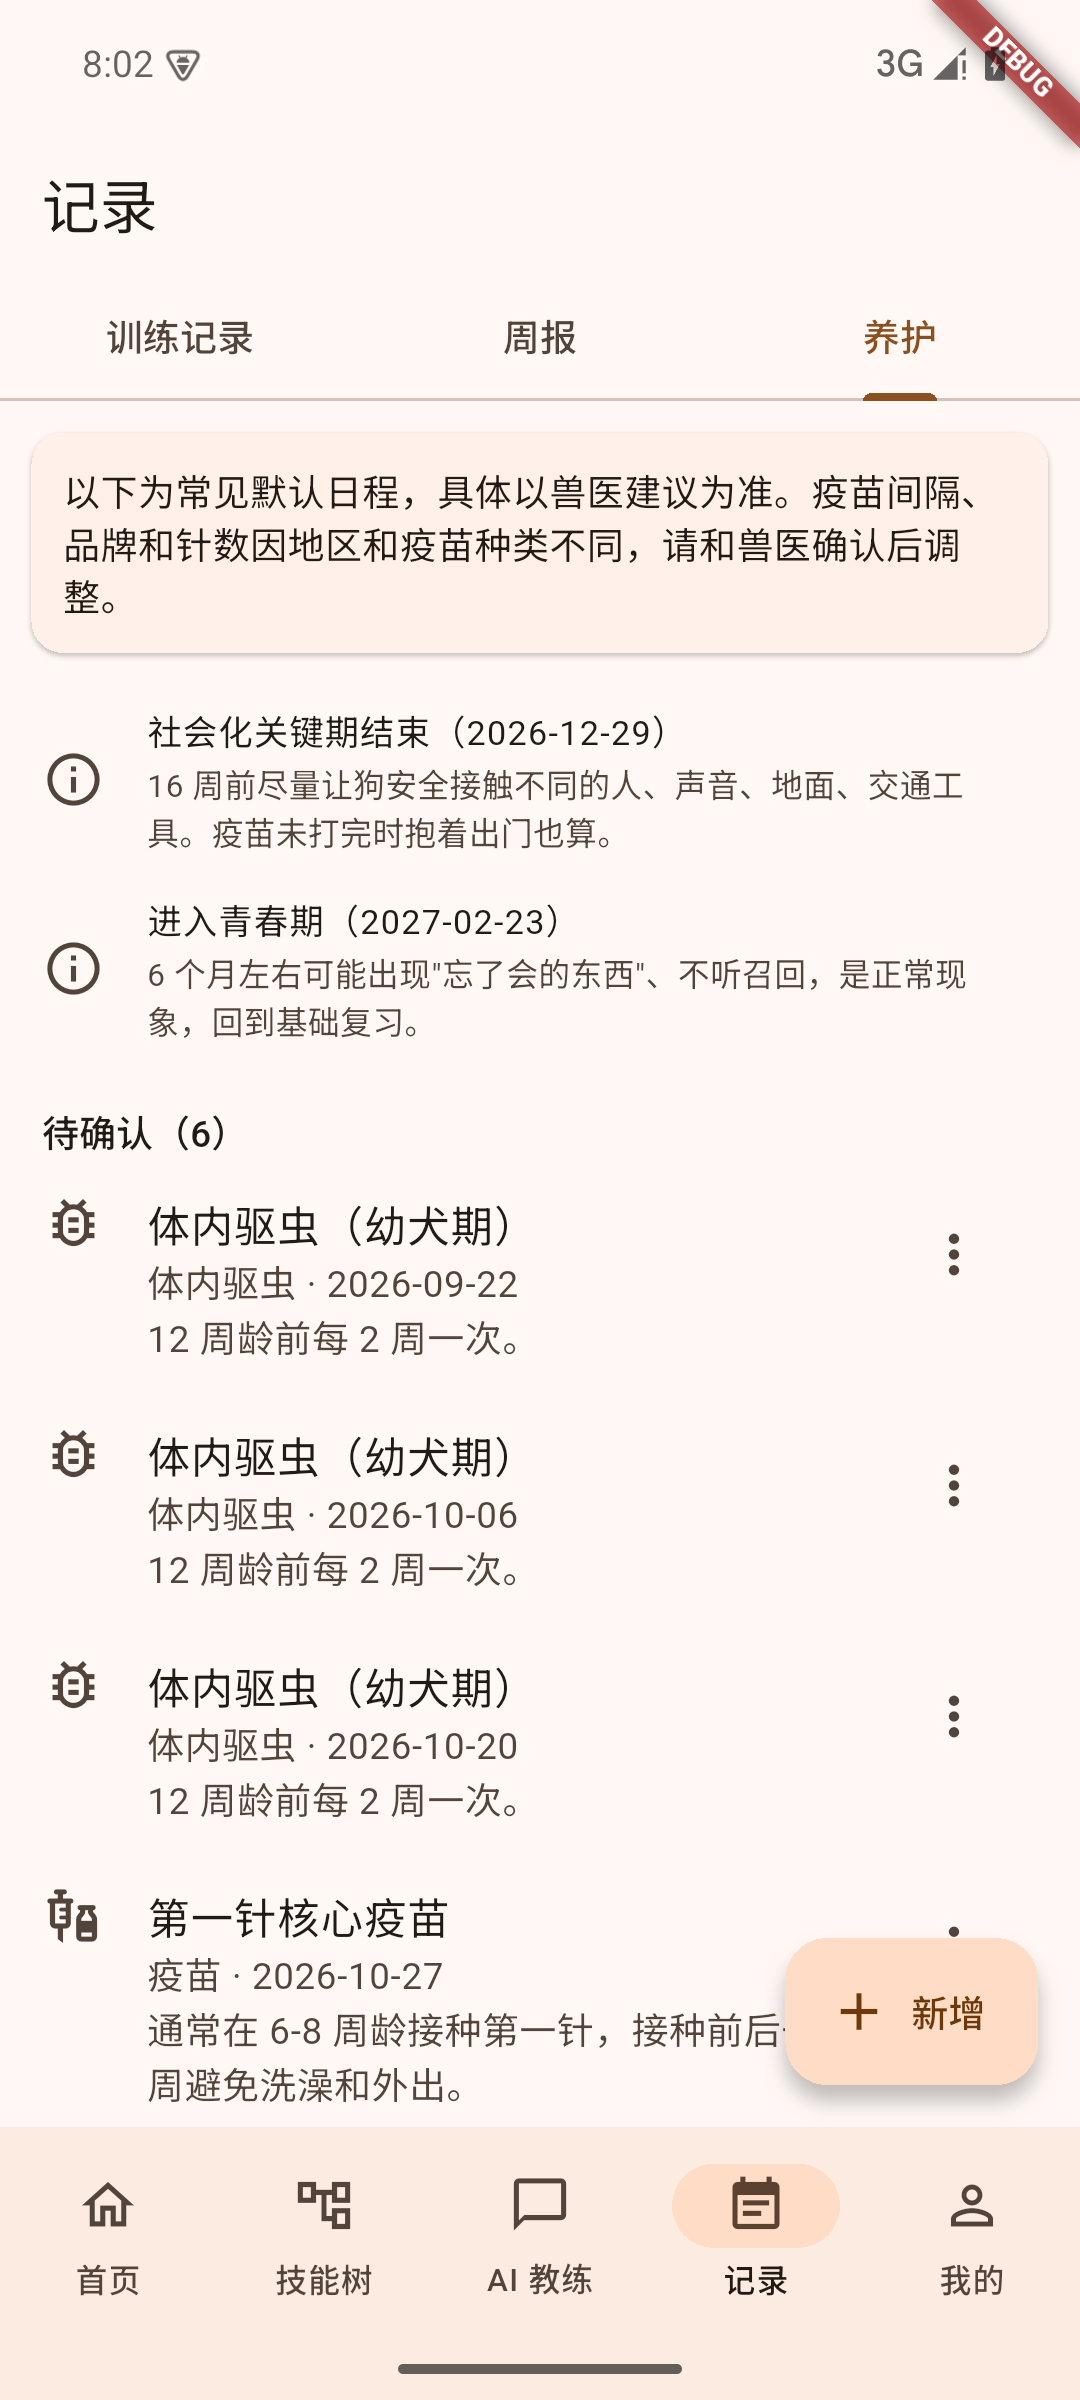 8:02
3G
DEBUG
记录
训练记录
周报
养护
以下为常见默认日程，具体以兽医建议为准。疫苗间隔、
品牌和针数因地区和疫苗种类不同，请和兽医确认后调
整。
社会化关键期结束（2026-12-29）
16 周前尽量让狗安全接触不同的人、声音、地面、交通工
具。疫苗未打完时抱着出门也算。
进入青春期（2027-02-23）
6 个月左右可能出现"忘了会的东西"、不听召回，是正常现
象，回到基础复习。
待确认（6）
体内驱虫（幼犬期）
体内驱虫 · 2026-09-22
12 周龄前每 2 周一次。
体内驱虫（幼犬期）
体内驱虫 · 2026-10-06
12 周龄前每 2 周一次。
体内驱虫（幼犬期）
体内驱虫 · 2026-10-20
12 周龄前每 2 周一次。
第一针核心疫苗
疫苗 · 2026-10-27
通常在 6-8 周龄接种第一针，接种前后
周避免洗澡和外出。
新增
首页
技能树
AI 教练
记录
我的